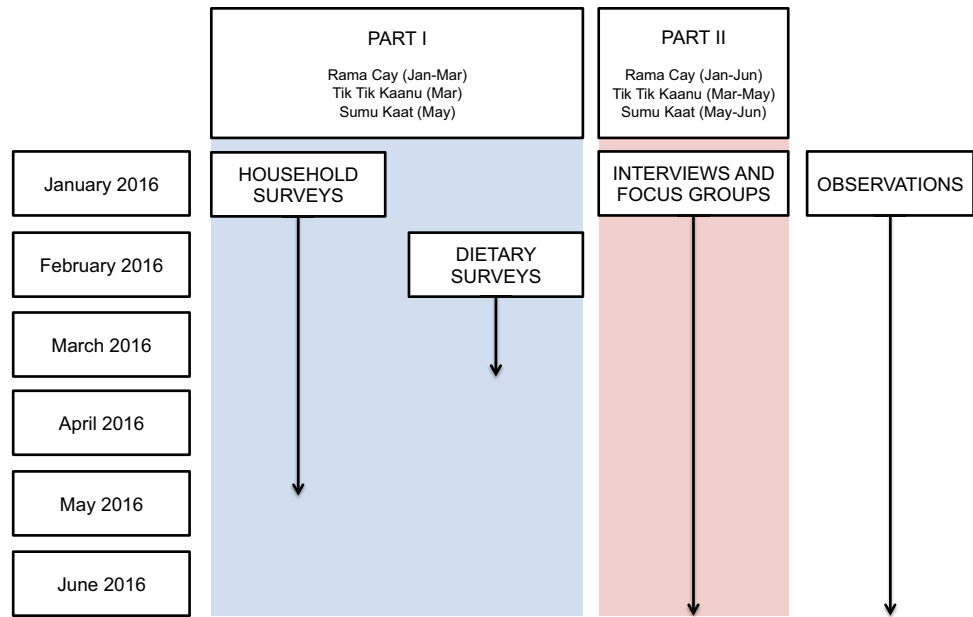 PART I
Rama Cay (Jan-Mar)
Tik Tik Kaanu (Mar)
Sumu Kaat (May)
PART II
Rama Cay (Jan-Jun)
Tik Tik Kaanu (Mar-May)
Sumu Kaat (May-Jun)
January 2016
HOUSEHOLD
SURVEYS
INTERVIEWS AND
FOCUS GROUPS
OBSERVATIONS
February 2016
DIETARY
SURVEYS
March 2016
April 2016
May 2016
June 2016